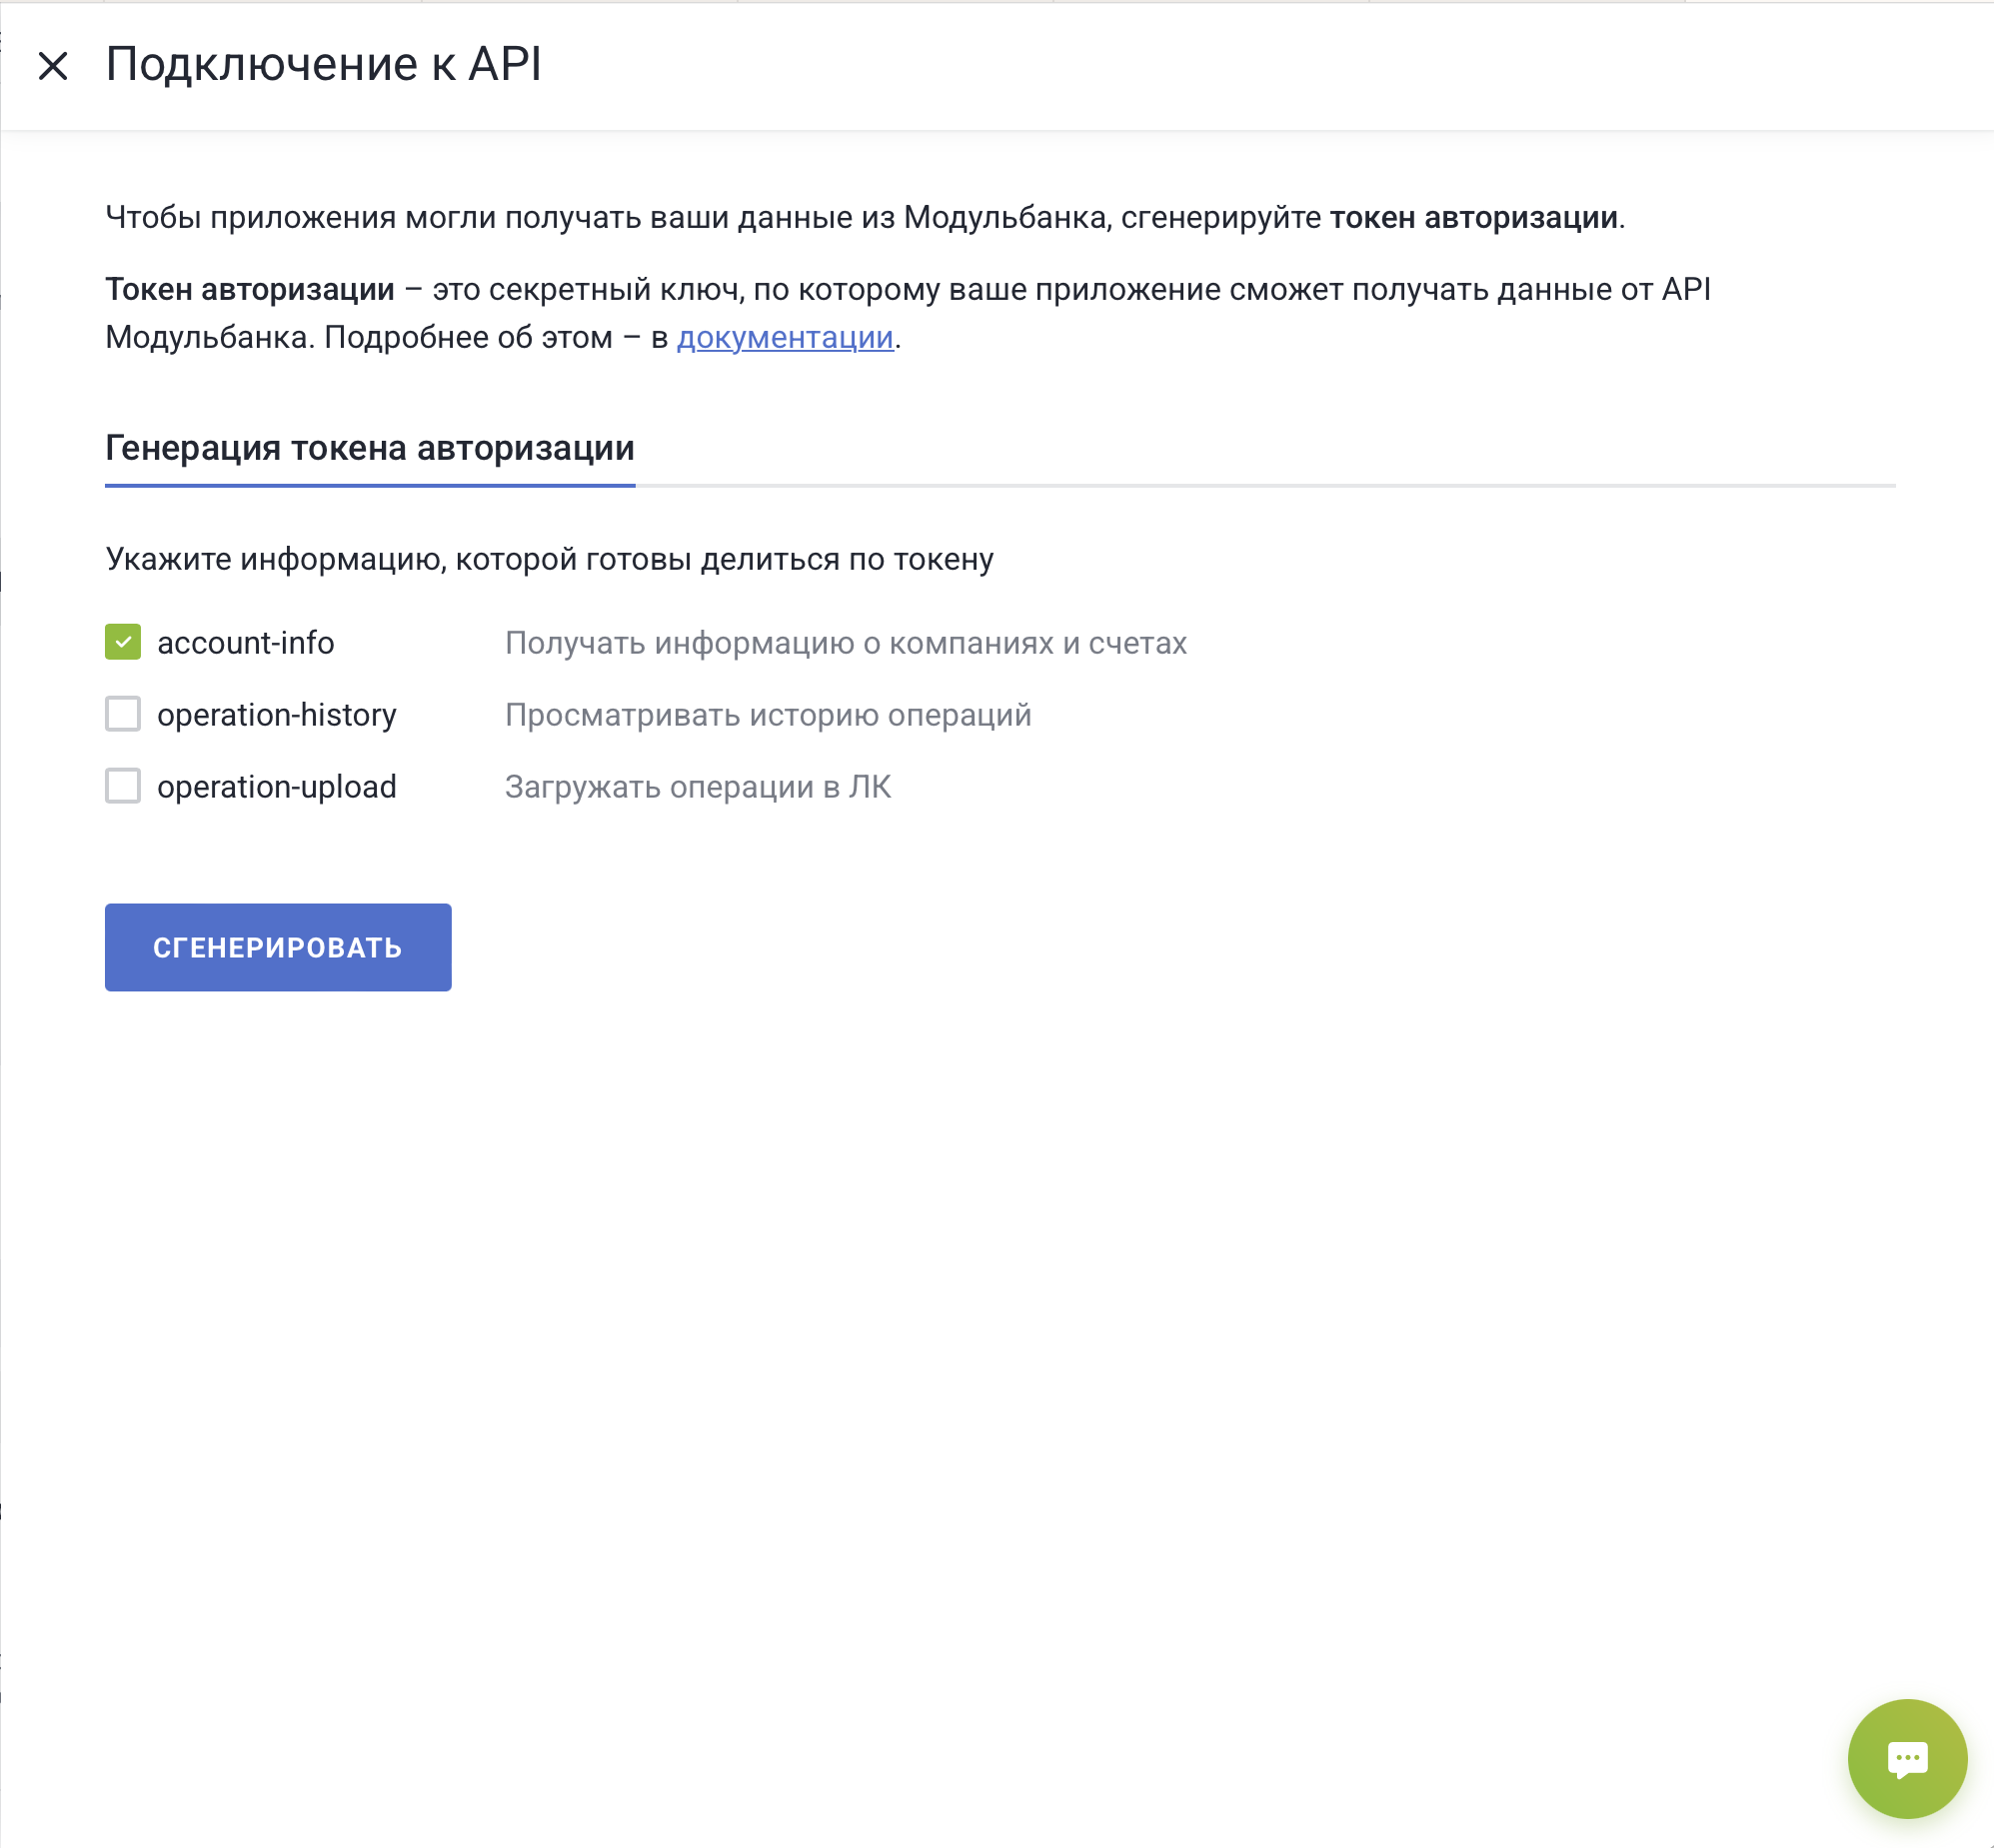 Подключение к API
Чтобы приложения могли получать ваши данные из Модульбанка, сгенерируйте токен авторизации.
Токен авторизации – это секретный ключ, по которому ваше приложение сможет получать данные от API
Модульбанка. Подробнее об этом – в документации.
Генерация токена авторизации
Укажите информацию, которой готовы делиться по токену
account-info Получать информацию о компаниях и счетах
operation-history Просматривать историю операций
operation-upload Загружать операции в ЛК
СГЕНЕРИРОВАТЬ